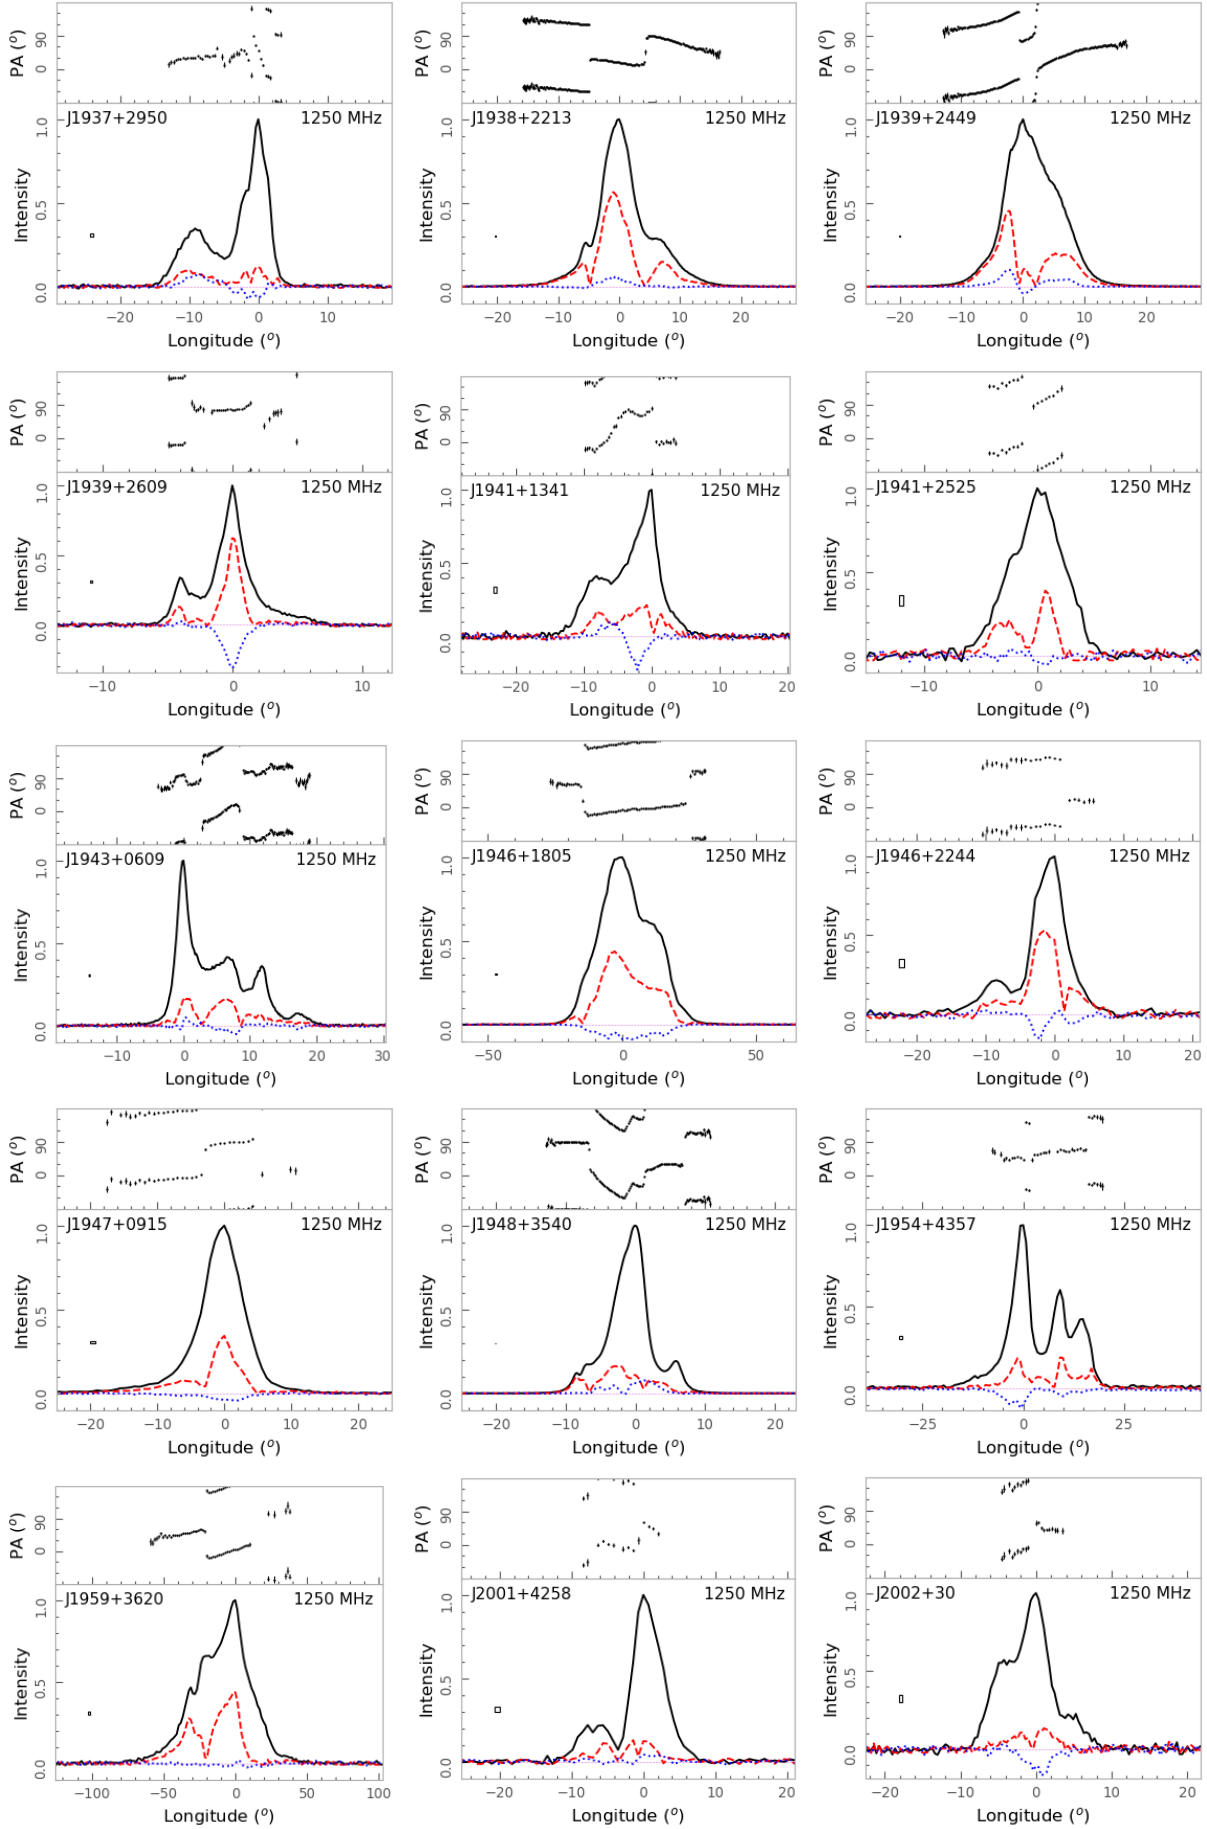 PA (°)
90
0
J1937+2950 1250 MHz
Intensity
1.0
0.5
0.0
−20 −10 0 10
Longitude (°)
PA (°)
90
0
J1938+2213 1250 MHz
Intensity
1.0
0.5
0.0
−20 −10 0 10 20
Longitude (°)
PA (°)
90
0
J1939+2449 1250 MHz
Intensity
1.0
0.5
0.0
−20 −10 0 10 20
Longitude (°)
PA (°)
90
0
J1939+2609 1250 MHz
Intensity
1.0
0.5
0.0
−10 0 10
Longitude (°)
PA (°)
90
0
J1941+1341 1250 MHz
Intensity
1.0
0.5
0.0
−20 −10 0 10 20
Longitude (°)
PA (°)
90
0
J1941+2525 1250 MHz
Intensity
1.0
0.5
0.0
−10 0 10
Longitude (°)
PA (°)
90
0
J1943+0609 1250 MHz
Intensity
1.0
0.5
0.0
−10 0 10 20 30
Longitude (°)
PA (°)
90
0
J1946+1805 1250 MHz
Intensity
1.0
0.5
0.0
−50 0 50
Longitude (°)
PA (°)
90
0
J1946+2244 1250 MHz
Intensity
1.0
0.5
0.0
−20 −10 0 10 20
Longitude (°)
PA (°)
90
0
J1947+0915 1250 MHz
Intensity
1.0
0.5
0.0
−20 −10 0 10 20
Longitude (°)
PA (°)
90
0
J1948+3540 1250 MHz
Intensity
1.0
0.5
0.0
−20 −10 0 10 20
Longitude (°)
PA (°)
90
0
J1954+4357 1250 MHz
Intensity
1.0
0.5
0.0
−25 0 25
Longitude (°)
PA (°)
90
0
J1959+3620 1250 MHz
Intensity
1.0
0.5
0.0
−100 −50 0 50 100
Longitude (°)
PA (°)
90
0
J2001+4258 1250 MHz
Intensity
1.0
0.5
0.0
−20 −10 0 10 20
Longitude (°)
PA (°)
90
0
J2002+30 1250 MHz
Intensity
1.0
0.5
0.0
−20 −10 0 10 20
Longitude (°)